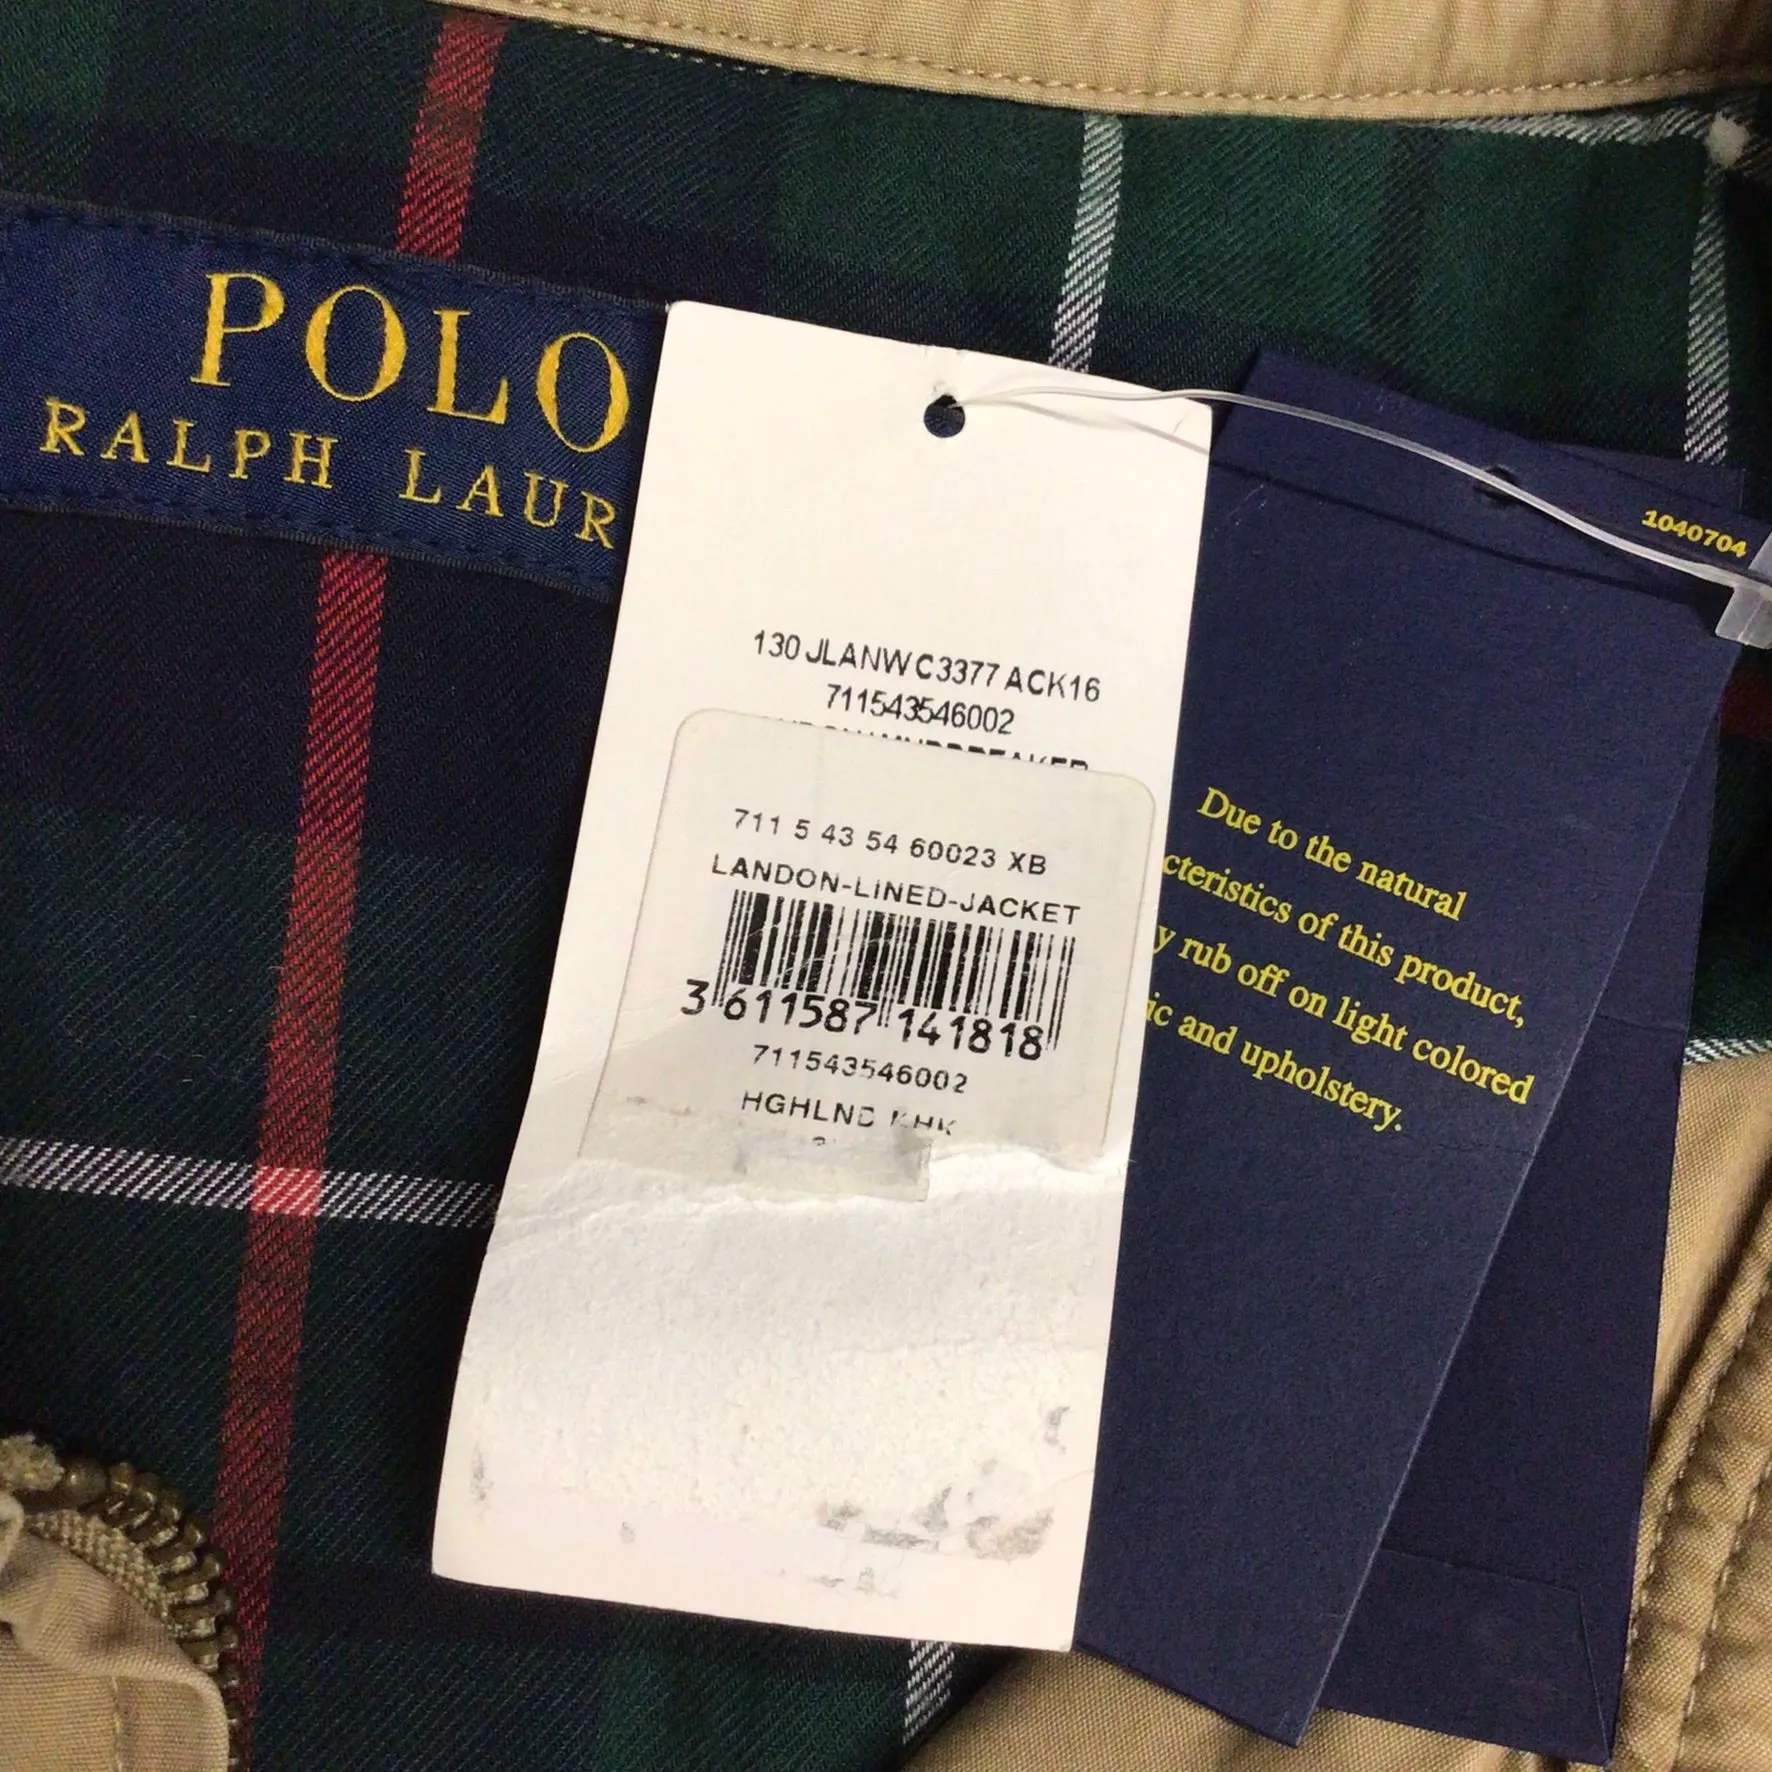 POLO
RALPH LAUR
1040704
130 JLANW C3377 ACK16
711543546002
711 5 43 54 60023 XB
LANDON-LINED-JACKET
3 611587 141818
711543546002
HGHLND KHK
Due to the natural
cteristics of this product,
y rub off on light colored
ic and upholstery.